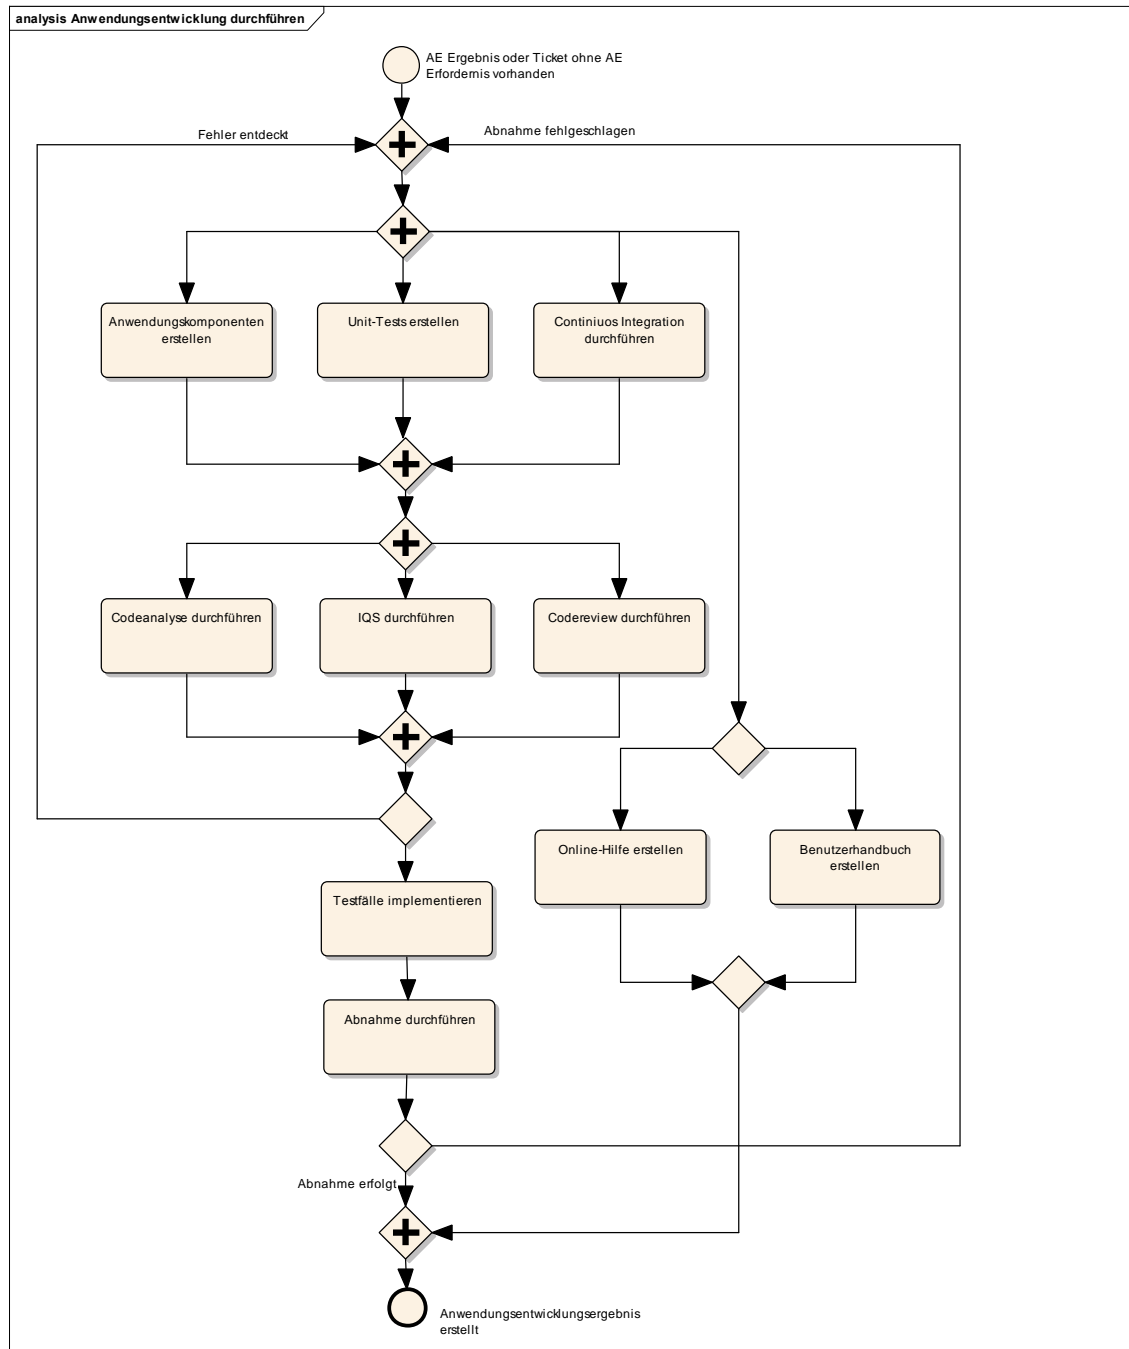 analysis Anwendungsentwicklung durchführen
AE Ergebnis oder Ticket ohne AE
Erfordernis vorhanden
Fehler entdeckt
Abnahme fehlgeschlagen
Anwendungskomponenten
erstellen
Unit-Tests erstellen
Continiuos Integration
durchführen
Codeanalyse durchführen
IQS durchführen
Codereview durchführen
Online-Hilfe erstellen
Benutzerhandbuch
erstellen
Testfälle implementieren
Abnahme durchführen
Abnahme erfolgt
Anwendungsentwicklungsergebnis
erstellt